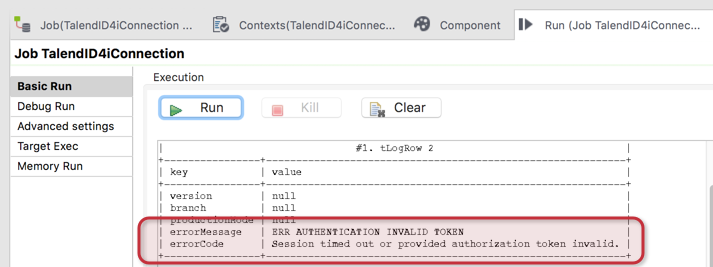 Job(TalendID4iConnection ... Contexts(TalendID4iConnec... Component Run (Job TalendID4iConnec...
Job TalendID4iConnection
Basic Run
Debug Run
Advanced settings
Target Exec
Memory Run
Execution
Run Kill Clear
| #1. tLogRow 2 |
+--------------+-----------------------------------------------------+
| key | value |
+--------------+-----------------------------------------------------+
| version | null |
| branch | null |
| productionMode | null |
| errorMessage | ERR AUTHENTICATION INVALID TOKEN |
| errorCode | Session timed out or provided authorization token invalid. |
+--------------+-----------------------------------------------------+